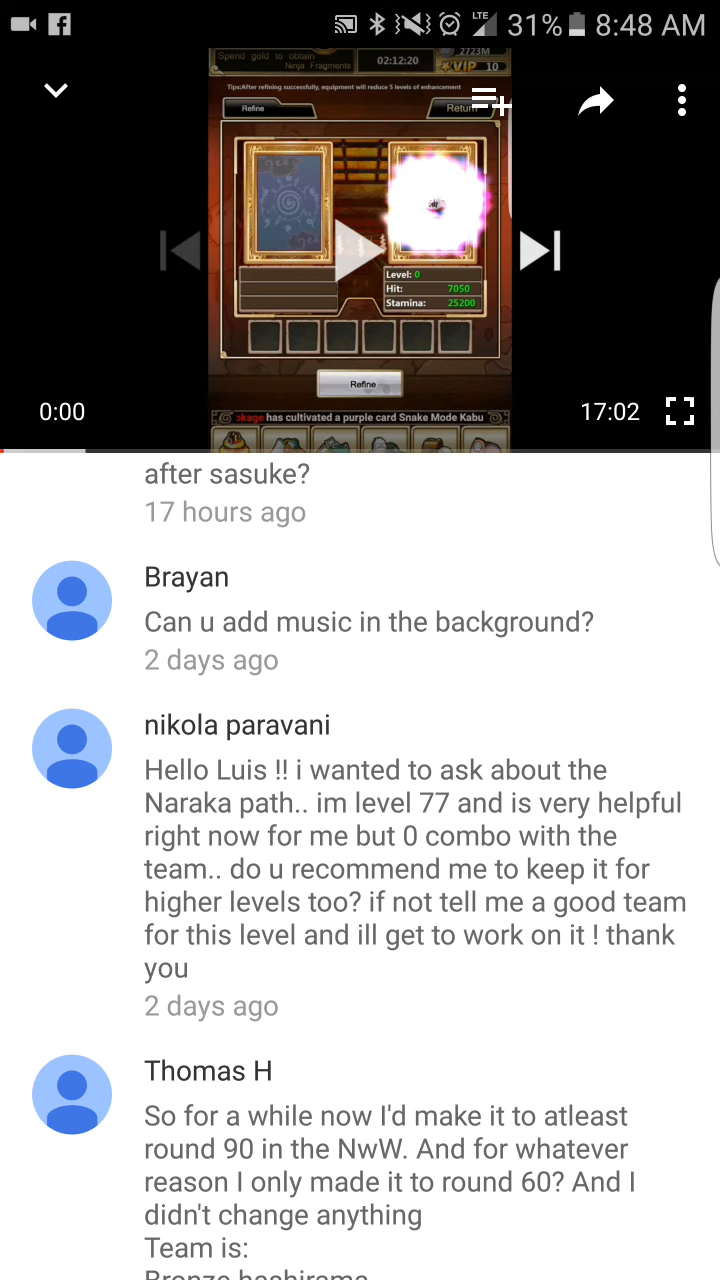 LTE 31% 8:48 AM
Spend gold to obtain
Ninja Fragments
02:12:20
2723M
VIP 10
Tips:After refining successfully, equipment will reduce 5 levels of enhancement
Refine
Return
Level: 0
Hit: 7050
Stamina: 25200
Refine
okage has cultivated a purple card Snake Mode Kabu
0:00
17:02
after sasuke?
17 hours ago
Brayan
Can u add music in the background?
2 days ago
nikola paravani
Hello Luis !! i wanted to ask about the
Naraka path.. im level 77 and is very helpful
right now for me but 0 combo with the
team.. do u recommend me to keep it for
higher levels too? if not tell me a good team
for this level and ill get to work on it ! thank
you
2 days ago
Thomas H
So for a while now I'd make it to atleast
round 90 in the NwW. And for whatever
reason I only made it to round 60? And I
didn't change anything
Team is:
Bronze hashirama